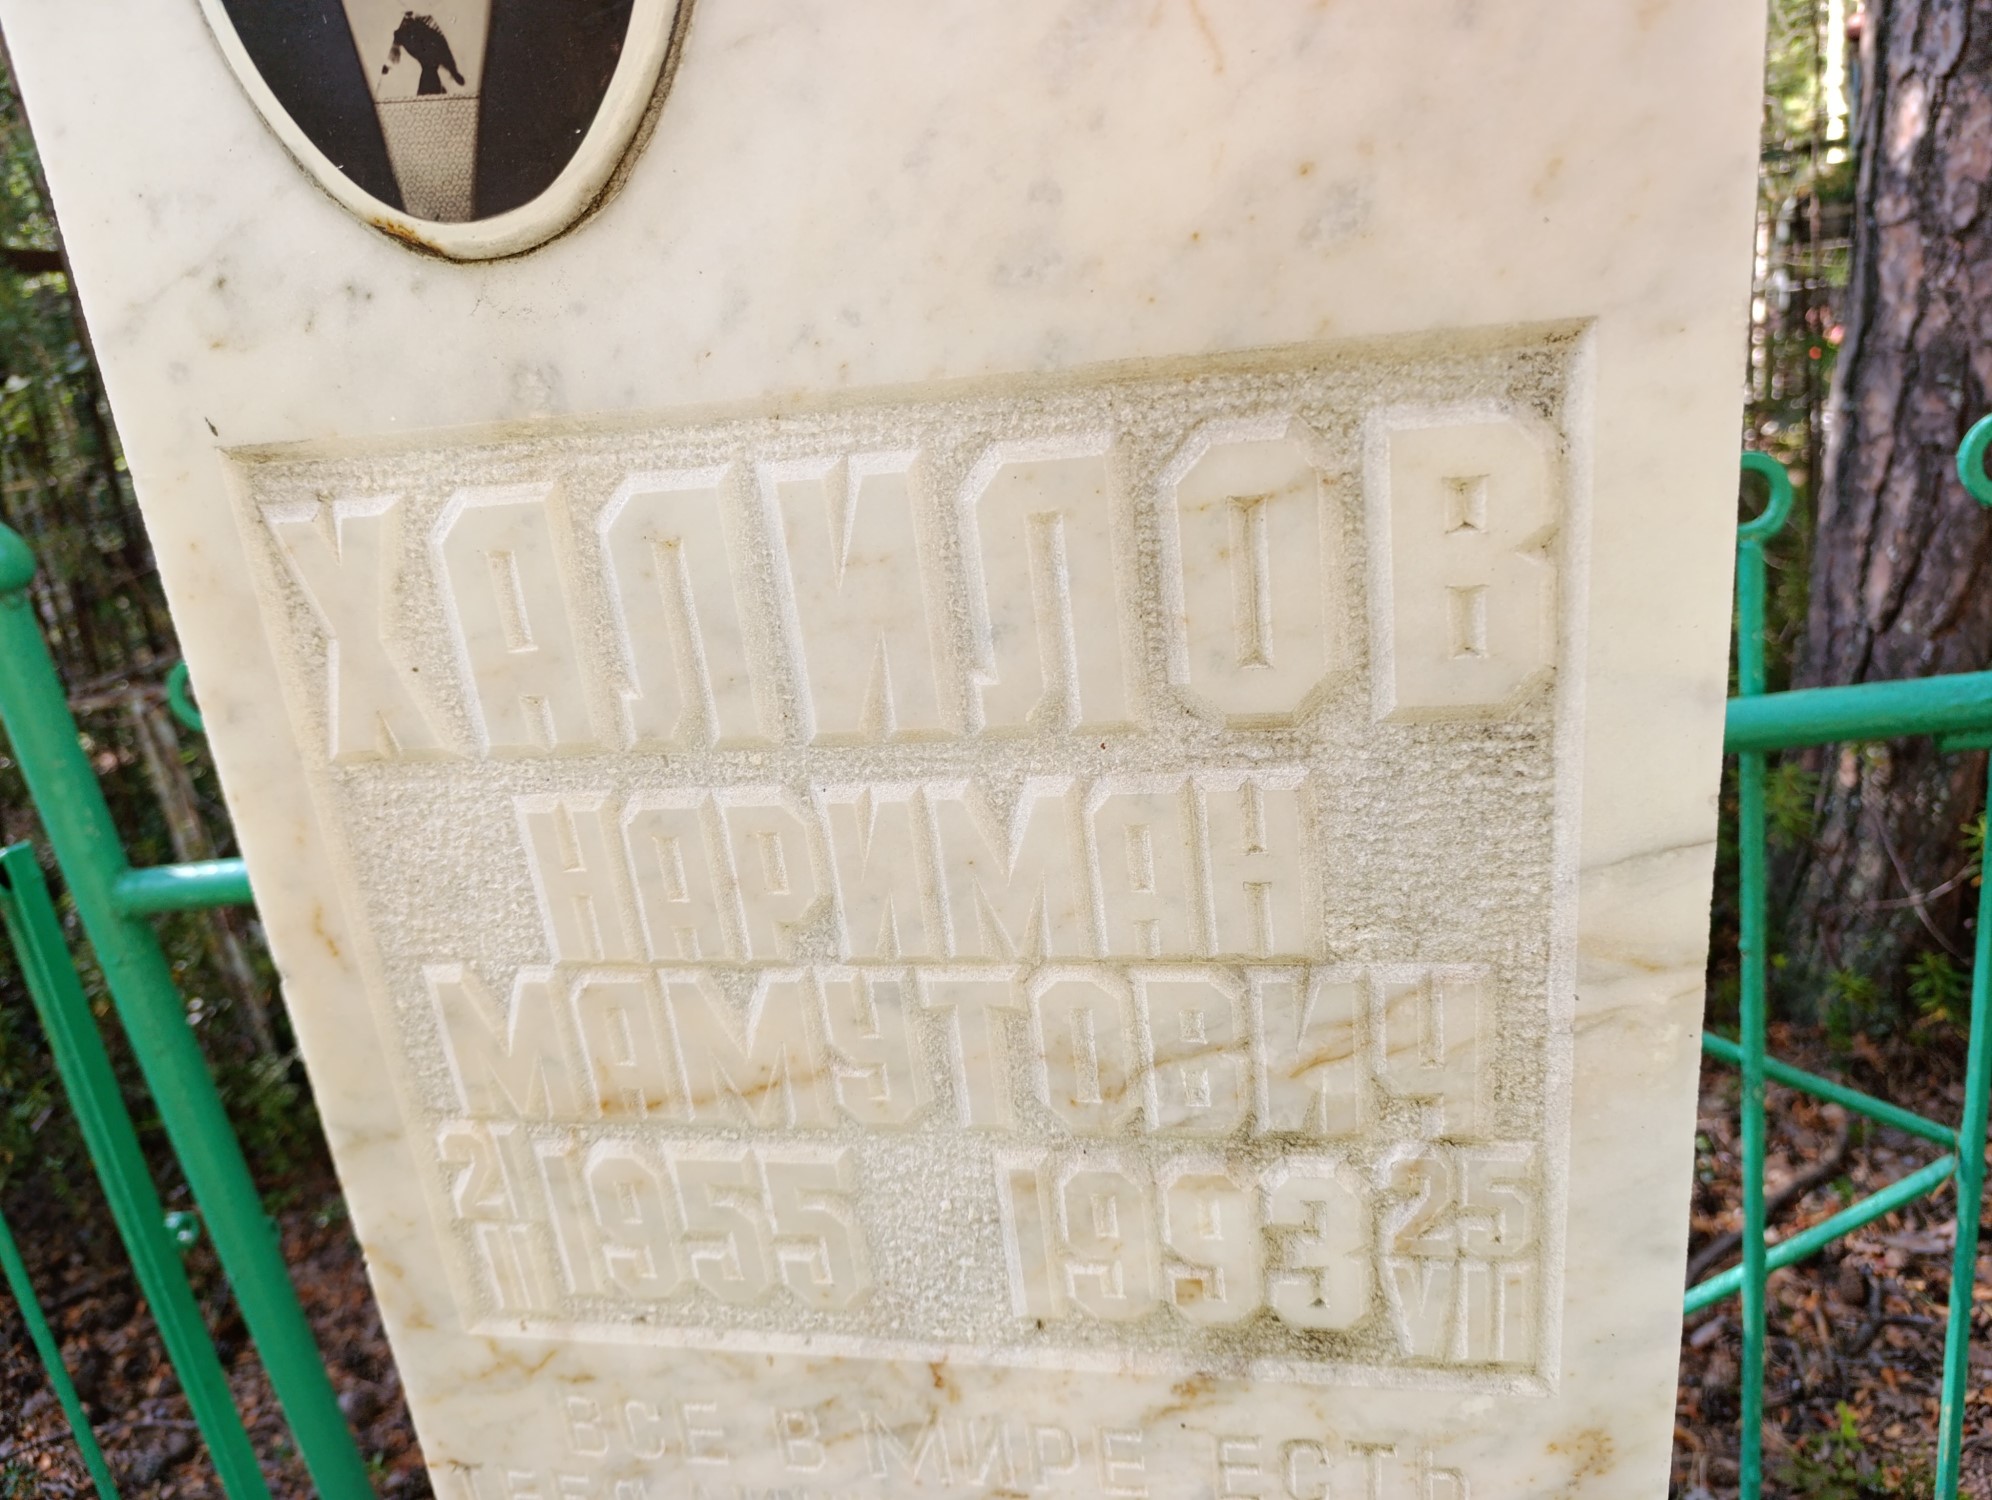 ХАЛИЛОВ
НАРИМАН
МАМУТОВИЧ
21 III 1955 1993 25 VII
ВСЕ В МИРЕ ЕСТЬ